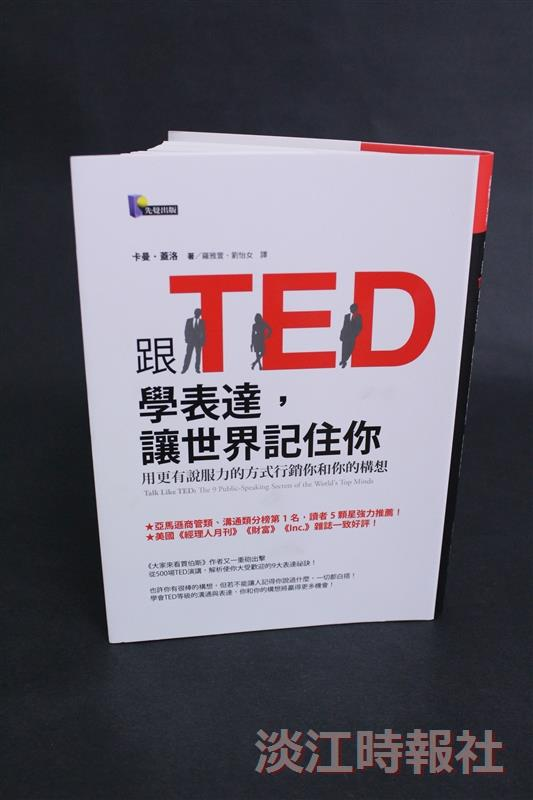 先覺出版
卡曼‧蓋洛 著／羅雅萱、劉怡女 譯
跟TED
學表達，
讓世界記住你
用更有說服力的方式行銷你和你的構想
Talk Like TED: The 9 Public-Speaking Secrets of the World's Top Minds
★亞馬遜商管類、溝通類分榜第1名，讀者5顆星強力推薦！
★美國《經理人月刊》《財富》《Inc.》雜誌一致好評！
《大家來看賈伯斯》作者又一重砲出擊
從500場TED演講，解析使你大受歡迎的9大表達祕訣！
也許你有很棒的構想，但若不能讓人記得你說過什麼，一切都白搭！
學會TED等級的溝通與表達，你和你的構想將贏得更多機會！
淡江時報社